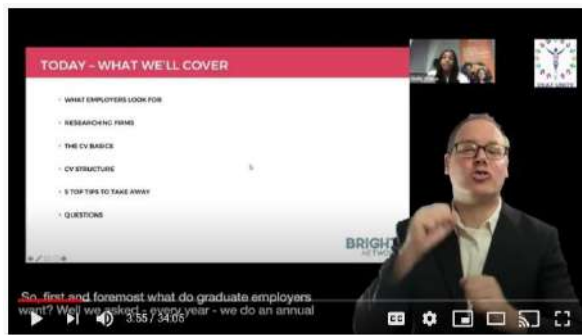 TODAY – WHAT WE'LL COVER
WHAT EMPLOYERS LOOK FOR
RESEARCHING FIRMS
THE CV BASICS
CV STRUCTURE
5 TOP TIPS TO TAKE AWAY
QUESTIONS
BRIGHT
NETWORK
So, first and foremost what do graduate employers
want? Well we asked - every year - we do an annual
3:55 / 34:05
CC